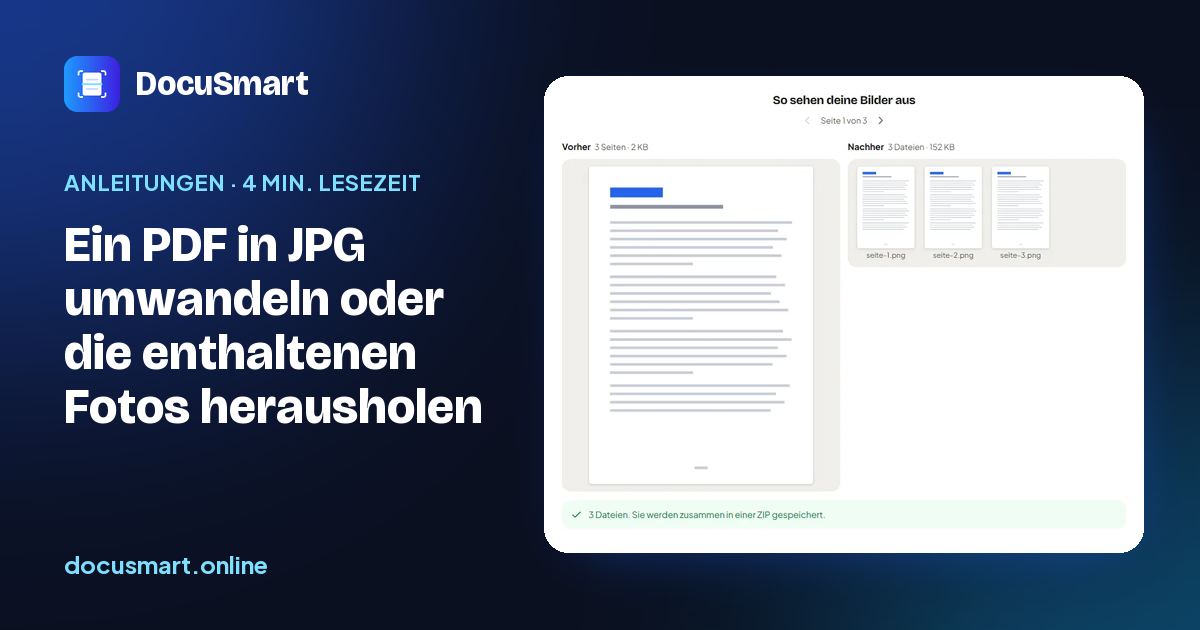 DocuSmart
ANLEITUNGEN · 4 MIN. LESEZEIT
Ein PDF in JPG
umwandeln oder
die enthaltenen
Fotos herausholen
docusmart.online
So sehen deine Bilder aus
Seite 1 von 3
Vorher 3 Seiten · 2 KB
Nachher 3 Dateien · 152 KB
seite-1.png
seite-2.png
seite-3.png
3 Dateien. Sie werden zusammen in einer ZIP gespeichert.